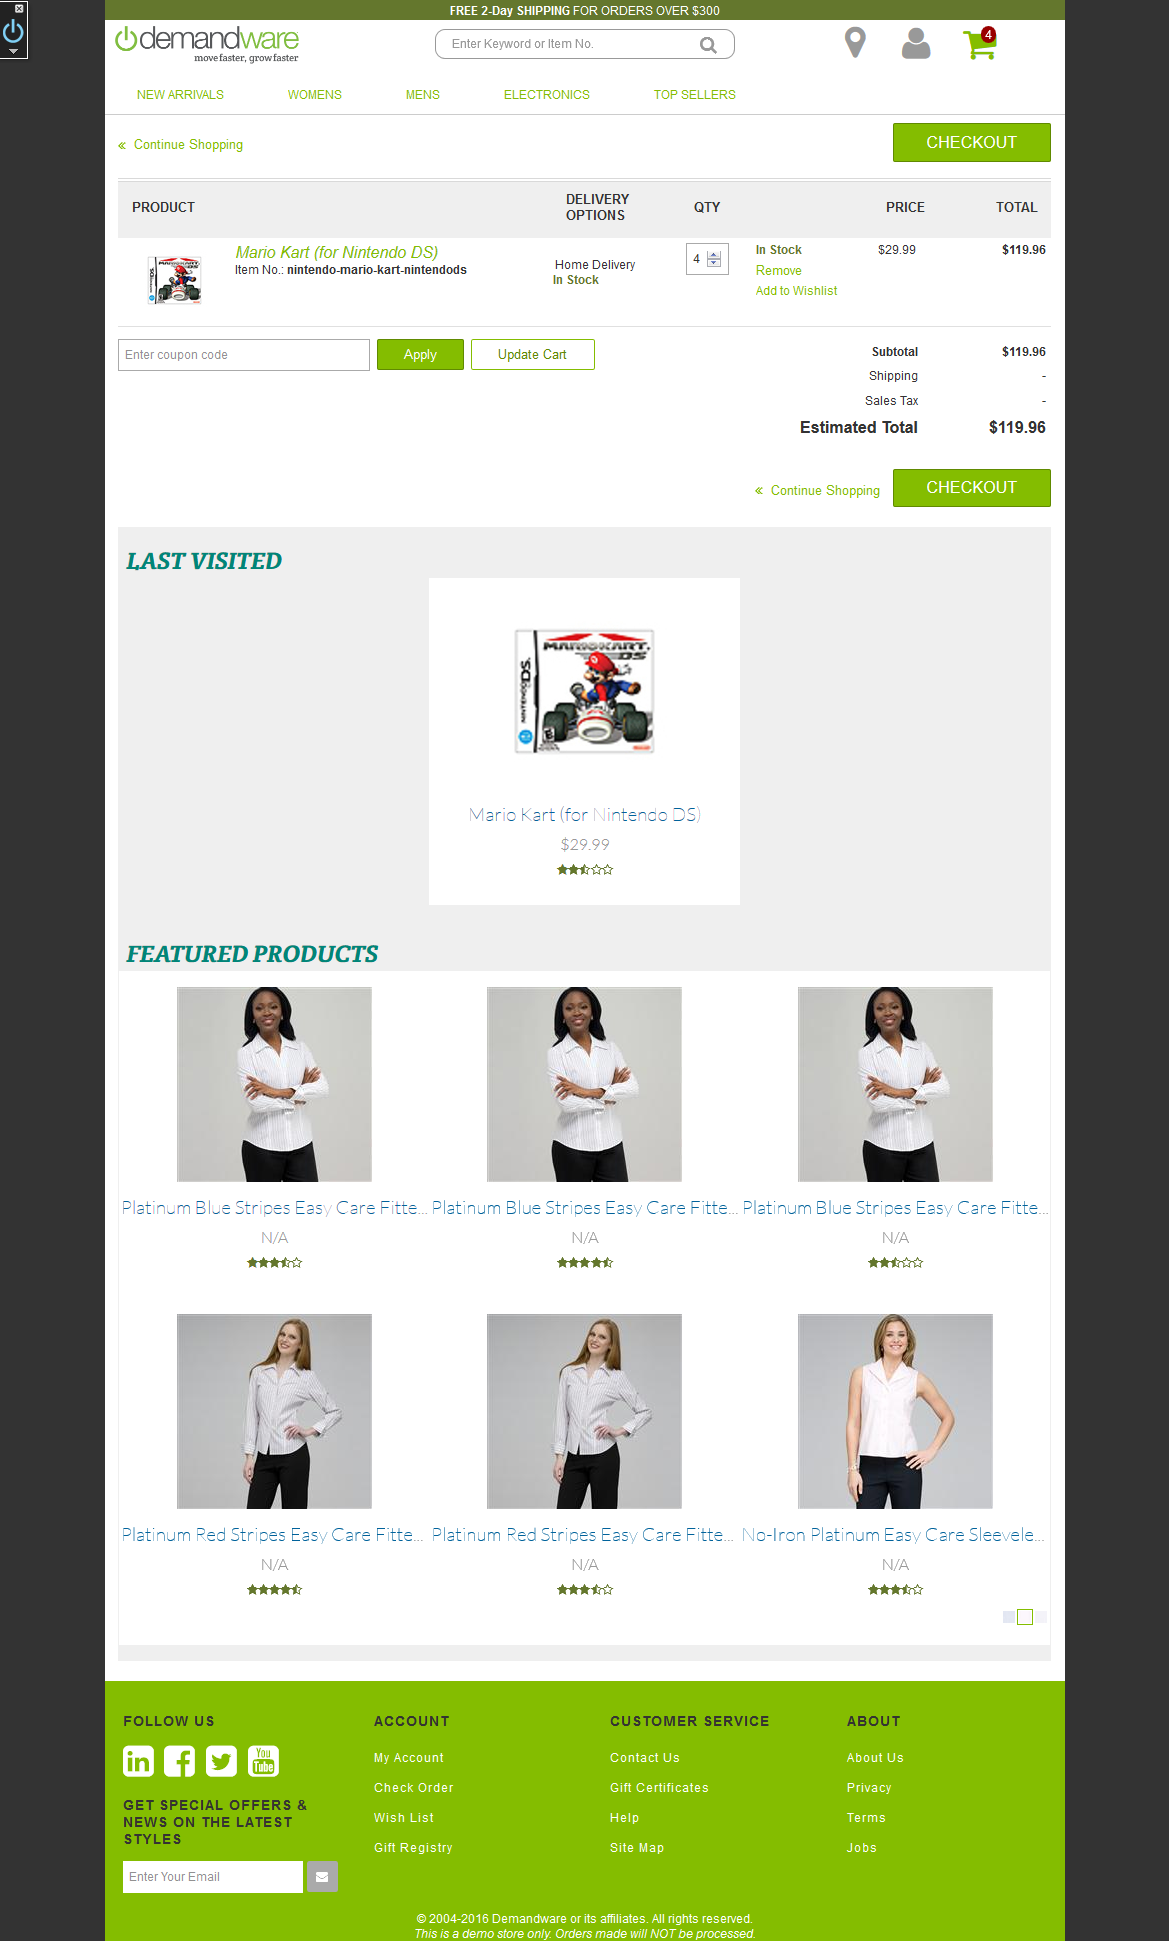 FREE 2-Day SHIPPING FOR ORDERS OVER $300
demandware
move faster, grow faster
Enter Keyword or Item No.
4
NEW ARRIVALS WOMENS MENS ELECTRONICS TOP SELLERS
« Continue Shopping
CHECKOUT
PRODUCT DELIVERY OPTIONS QTY PRICE TOTAL
Mario Kart (for Nintendo DS)
Item No.: nintendo-mario-kart-nintendods
Home Delivery
In Stock
4
In Stock
Remove
Add to Wishlist
$29.99
$119.96
Enter coupon code
Apply
Update Cart
Subtotal $119.96
Shipping -
Sales Tax -
Estimated Total $119.96
« Continue Shopping
CHECKOUT
LAST VISITED
MARIOKART DS
NINTENDO DS
Mario Kart (for Nintendo DS)
$29.99
FEATURED PRODUCTS
Platinum Blue Stripes Easy Care Fitte... Platinum Blue Stripes Easy Care Fitte... Platinum Blue Stripes Easy Care Fitte...
N/A N/A N/A
Platinum Red Stripes Easy Care Fitte... Platinum Red Stripes Easy Care Fitte... No-Iron Platinum Easy Care Sleevele...
N/A N/A N/A
FOLLOW US
in
You Tube
GET SPECIAL OFFERS &
NEWS ON THE LATEST
STYLES
Enter Your Email
ACCOUNT
My Account
Check Order
Wish List
Gift Registry
CUSTOMER SERVICE
Contact Us
Gift Certificates
Help
Site Map
ABOUT
About Us
Privacy
Terms
Jobs
© 2004-2016 Demandware or its affiliates. All rights reserved.
This is a demo store only. Orders made will NOT be processed.